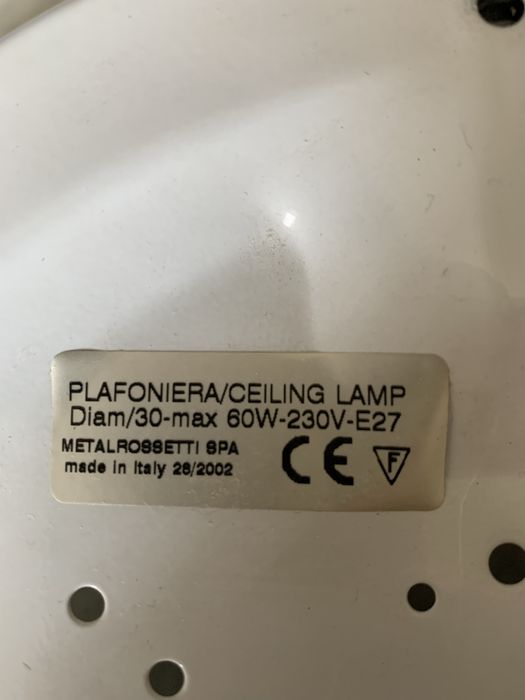 PLAFONIERA/CEILING LAMP
Diam/30-max 60W-230V-E27
METALROSSETTI SPA
made in Italy 26/2002
CE F